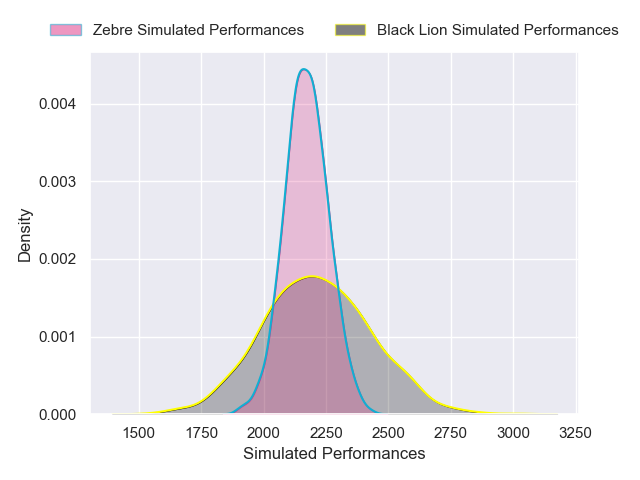 Zebre Simulated Performances
Black Lion Simulated Performances
Density
0.004
0.003
0.002
0.001
0.000
1500 1750 2000 2250 2500 2750 3000 3250
Simulated Performances